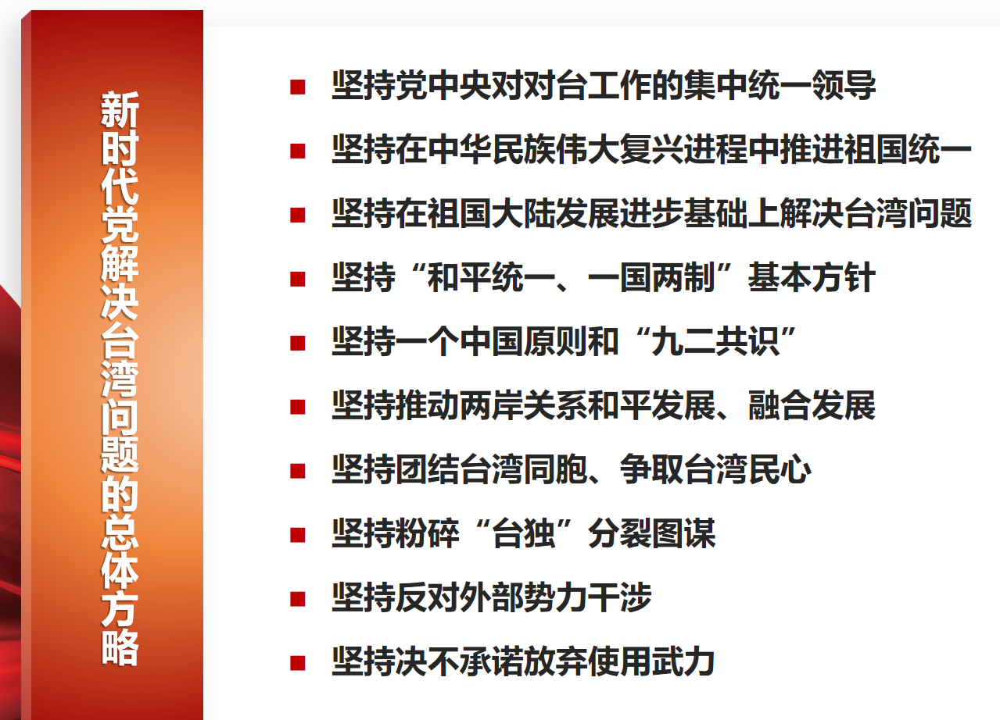 新时代党解决台湾问题的总体方略
坚持党中央对对台工作的集中统一领导
坚持在中华民族伟大复兴进程中推进祖国统一
坚持在祖国大陆发展进步基础上解决台湾问题
坚持“和平统一、一国两制”基本方针
坚持一个中国原则和“九二共识”
坚持推动两岸关系和平发展、融合发展
坚持团结台湾同胞、争取台湾民心
坚持粉碎“台独”分裂图谋
坚持反对外部势力干涉
坚持决不承诺放弃使用武力